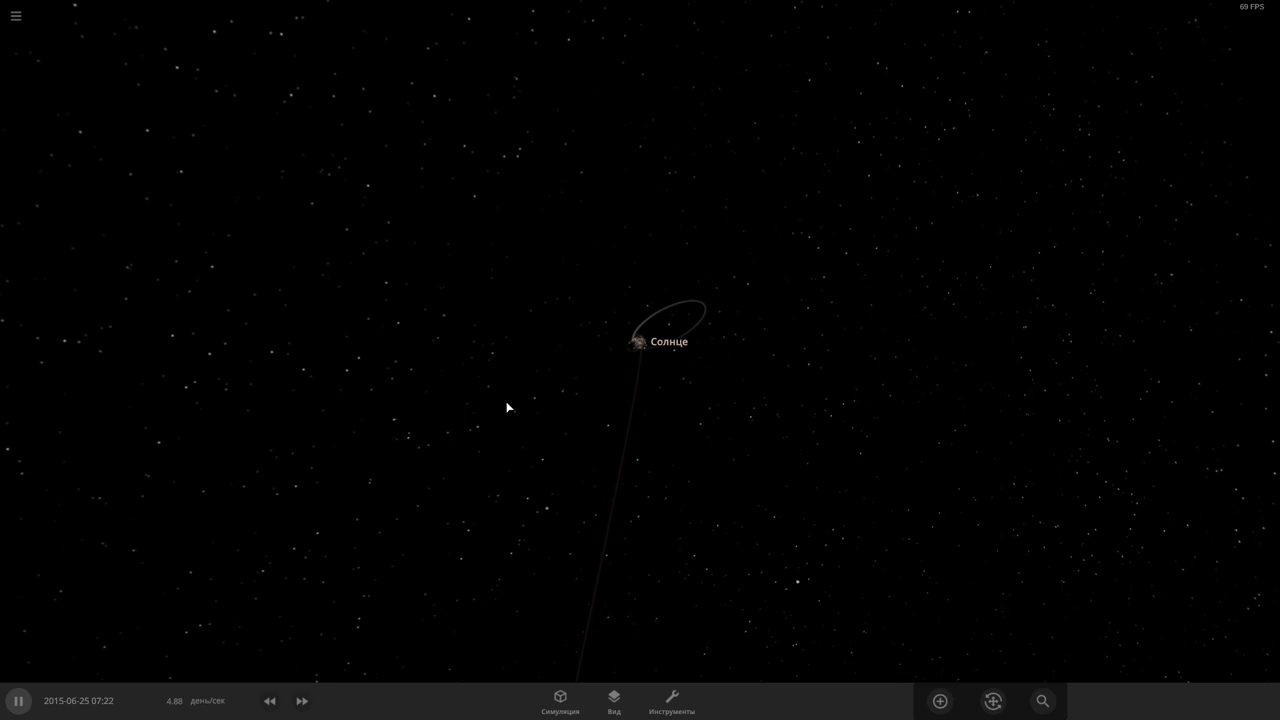 69 FPS
Солнце
2015-06-25 07:22
4.88 день/сек
Симуляция
Вид
Инструменты